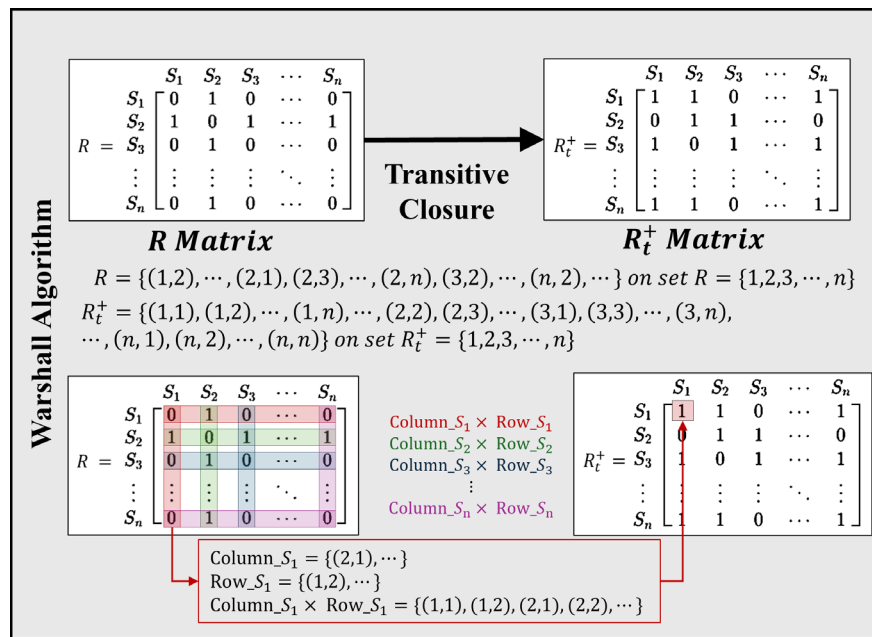 Warshall Algorithm
S₁ S₂ S₃ ⋯ Sₙ
S₁ 0 1 0 ⋯ 0
S₂ 1 0 1 ⋯ 1
R = S₃ 0 1 0 ⋯ 0
⋮ ⋮ ⋮ ⋮ ⋱ ⋮
Sₙ 0 1 0 ⋯ 0
R Matrix
Transitive
Closure
S₁ S₂ S₃ ⋯ Sₙ
S₁ 1 1 0 ⋯ 1
S₂ 0 1 1 ⋯ 0
Rₜ⁺ = S₃ 1 0 1 ⋯ 1
⋮ ⋮ ⋮ ⋮ ⋱ ⋮
Sₙ 1 1 0 ⋯ 1
Rₜ⁺ Matrix
R = {(1,2), ⋯ , (2,1), (2,3), ⋯ , (2, n), (3,2), ⋯ , (n, 2), ⋯ } on set R = {1,2,3, ⋯ , n}
Rₜ⁺ = {(1,1), (1,2), ⋯ , (1, n), ⋯ , (2,2), (2,3), ⋯ , (3,1), (3,3), ⋯ , (3, n),
⋯ , (n, 1), (n, 2), ⋯ , (n, n)} on set Rₜ⁺ = {1,2,3, ⋯ , n}
S₁ S₂ S₃ ⋯ Sₙ
S₁ 0 1 0 ⋯ 0
S₂ 1 0 1 ⋯ 1
R = S₃ 0 1 0 ⋯ 0
⋮ ⋮ ⋮ ⋮ ⋱ ⋮
Sₙ 0 1 0 ⋯ 0
Column_S₁ × Row_S₁
Column_S₂ × Row_S₂
Column_S₃ × Row_S₃
⋮
Column_Sₙ × Row_Sₙ
S₁ S₂ S₃ ⋯ Sₙ
S₁ 1 1 0 ⋯ 1
S₂ 0 1 1 ⋯ 0
Rₜ⁺ = S₃ 1 0 1 ⋯ 1
⋮ ⋮ ⋮ ⋮ ⋱ ⋮
Sₙ 1 1 0 ⋯ 1
Column_S₁ = {(2,1), ⋯ }
Row_S₁ = {(1,2), ⋯ }
Column_S₁ × Row_S₁ = {(1,1), (1,2), (2,1), (2,2), ⋯ }